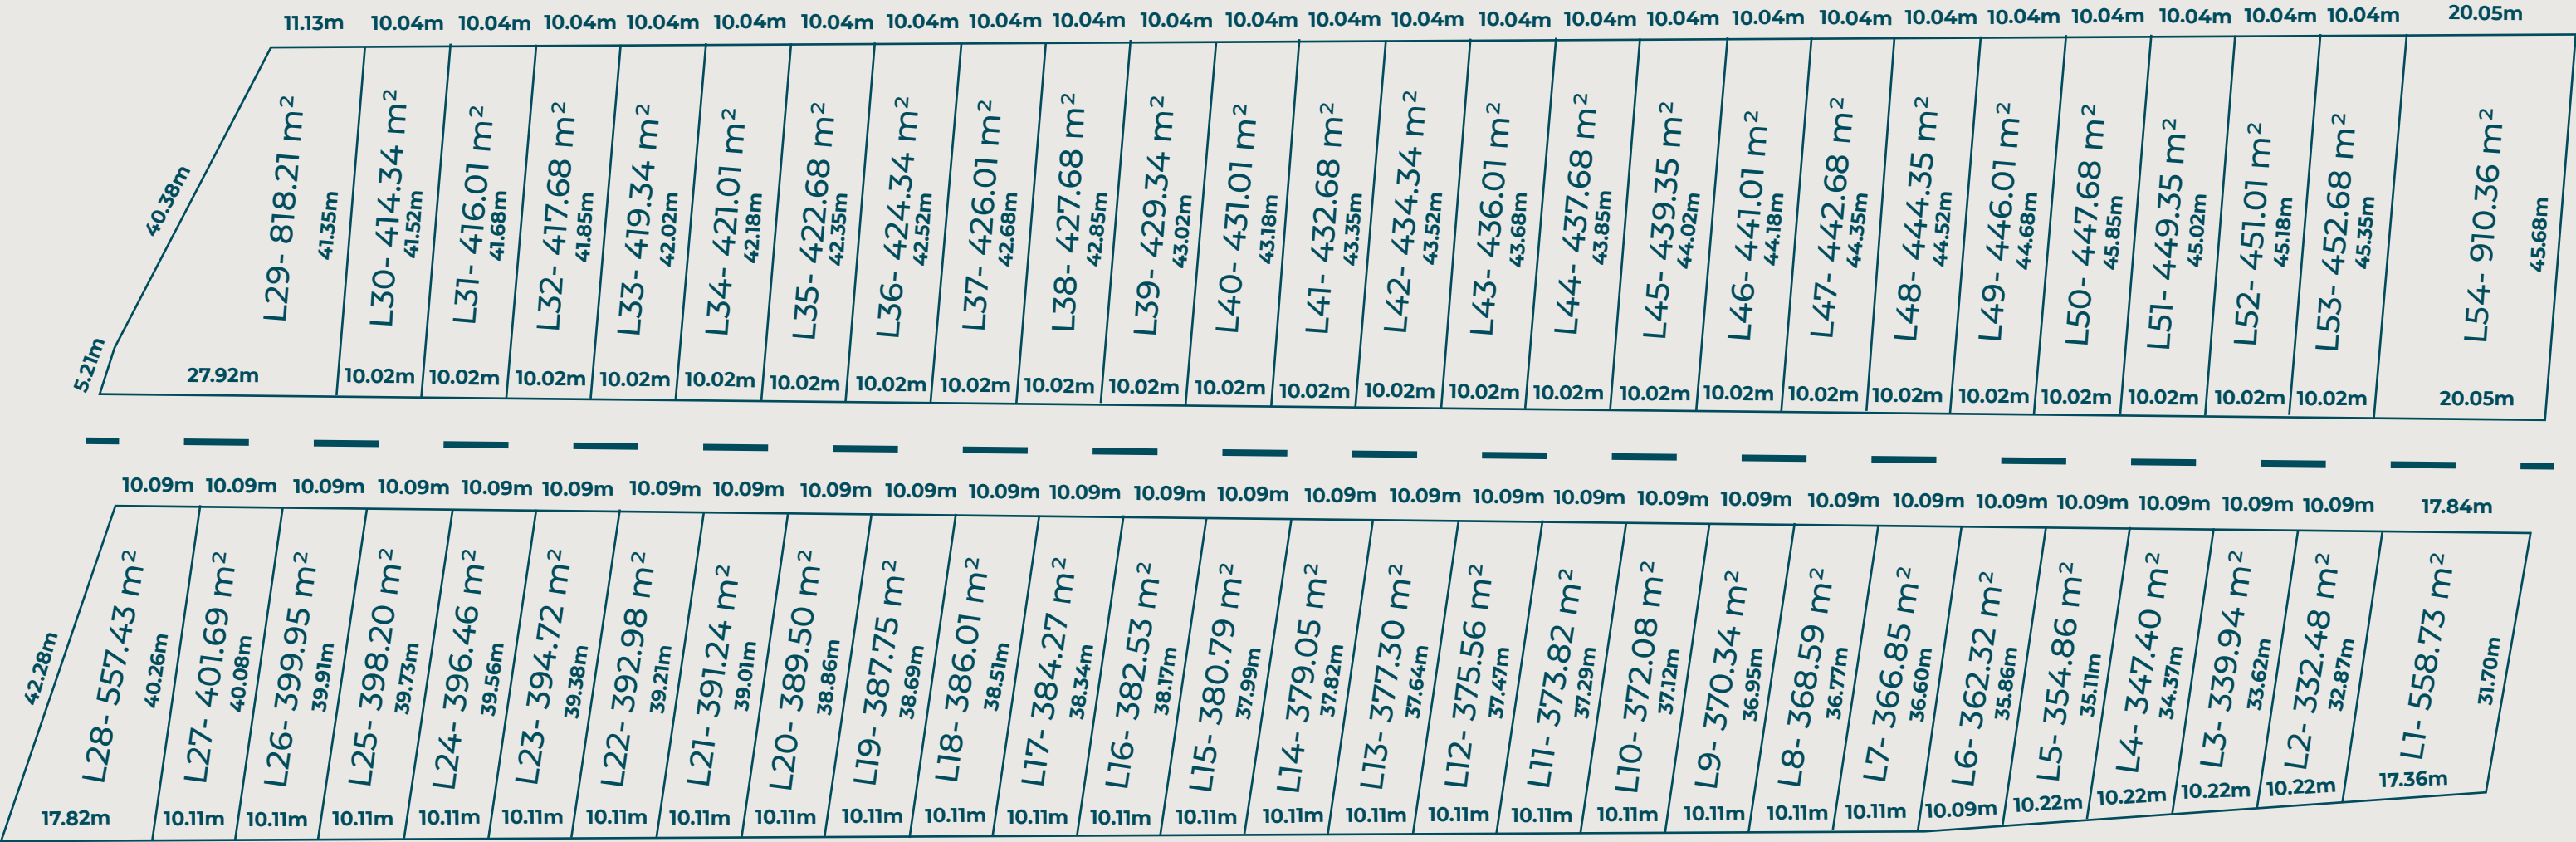 11.13m 10.04m 10.04m 10.04m 10.04m 10.04m 10.04m 10.04m 10.04m 10.04m 10.04m 10.04m 10.04m 10.04m 10.04m 10.04m 10.04m 10.04m 10.04m 10.04m 10.04m 10.04m 10.04m 10.04m 10.04m 20.05m
40.38m
5.21m
L29- 818.21 m²
41.35m
L30- 414.34 m²
41.52m
L31- 416.01 m²
41.68m
L32- 417.68 m²
41.85m
L33- 419.34 m²
42.02m
L34- 421.01 m²
42.18m
L35- 422.68 m²
42.35m
L36- 424.34 m²
42.52m
L37- 426.01 m²
42.68m
L38- 427.68 m²
42.85m
L39- 429.34 m²
43.02m
L40- 431.01 m²
43.18m
L41- 432.68 m²
43.35m
L42- 434.34 m²
43.52m
L43- 436.01 m²
43.68m
L44- 437.68 m²
43.85m
L45- 439.35 m²
44.02m
L46- 441.01 m²
44.18m
L47- 442.68 m²
44.35m
L48- 444.35 m²
44.52m
L49- 446.01 m²
44.68m
L50- 447.68 m²
45.85m
L51- 449.35 m²
45.02m
L52- 451.01 m²
45.18m
L53- 452.68 m²
45.35m
L54- 910.36 m²
45.68m
27.92m 10.02m 10.02m 10.02m 10.02m 10.02m 10.02m 10.02m 10.02m 10.02m 10.02m 10.02m 10.02m 10.02m 10.02m 10.02m 10.02m 10.02m 10.02m 10.02m 10.02m 10.02m 10.02m 10.02m 10.02m 20.05m
10.09m 10.09m 10.09m 10.09m 10.09m 10.09m 10.09m 10.09m 10.09m 10.09m 10.09m 10.09m 10.09m 10.09m 10.09m 10.09m 10.09m 10.09m 10.09m 10.09m 10.09m 10.09m 10.09m 10.09m 10.09m 10.09m 10.09m 17.84m
42.28m
L28- 557.43 m²
40.26m
L27- 401.69 m²
40.08m
L26- 399.95 m²
39.91m
L25- 398.20 m²
39.73m
L24- 396.46 m²
39.56m
L23- 394.72 m²
39.38m
L22- 392.98 m²
39.21m
L21- 391.24 m²
39.01m
L20- 389.50 m²
38.86m
L19- 387.75 m²
38.69m
L18- 386.01 m²
38.51m
L17- 384.27 m²
38.34m
L16- 382.53 m²
38.17m
L15- 380.79 m²
37.99m
L14- 379.05 m²
37.82m
L13- 377.30 m²
37.64m
L12- 375.56 m²
37.47m
L11- 373.82 m²
37.29m
L10- 372.08 m²
37.12m
L9- 370.34 m²
36.95m
L8- 368.59 m²
36.77m
L7- 366.85 m²
36.60m
L6- 362.32 m²
35.86m
L5- 354.86 m²
35.11m
L4- 347.40 m²
34.37m
L3- 339.94 m²
33.62m
L2- 332.48 m²
32.87m
L1- 558.73 m²
31.70m
17.82m 10.11m 10.11m 10.11m 10.11m 10.11m 10.11m 10.11m 10.11m 10.11m 10.11m 10.11m 10.11m 10.11m 10.11m 10.11m 10.11m 10.11m 10.11m 10.11m 10.11m 10.11m 10.09m 10.22m 10.22m 10.22m 10.22m 17.36m